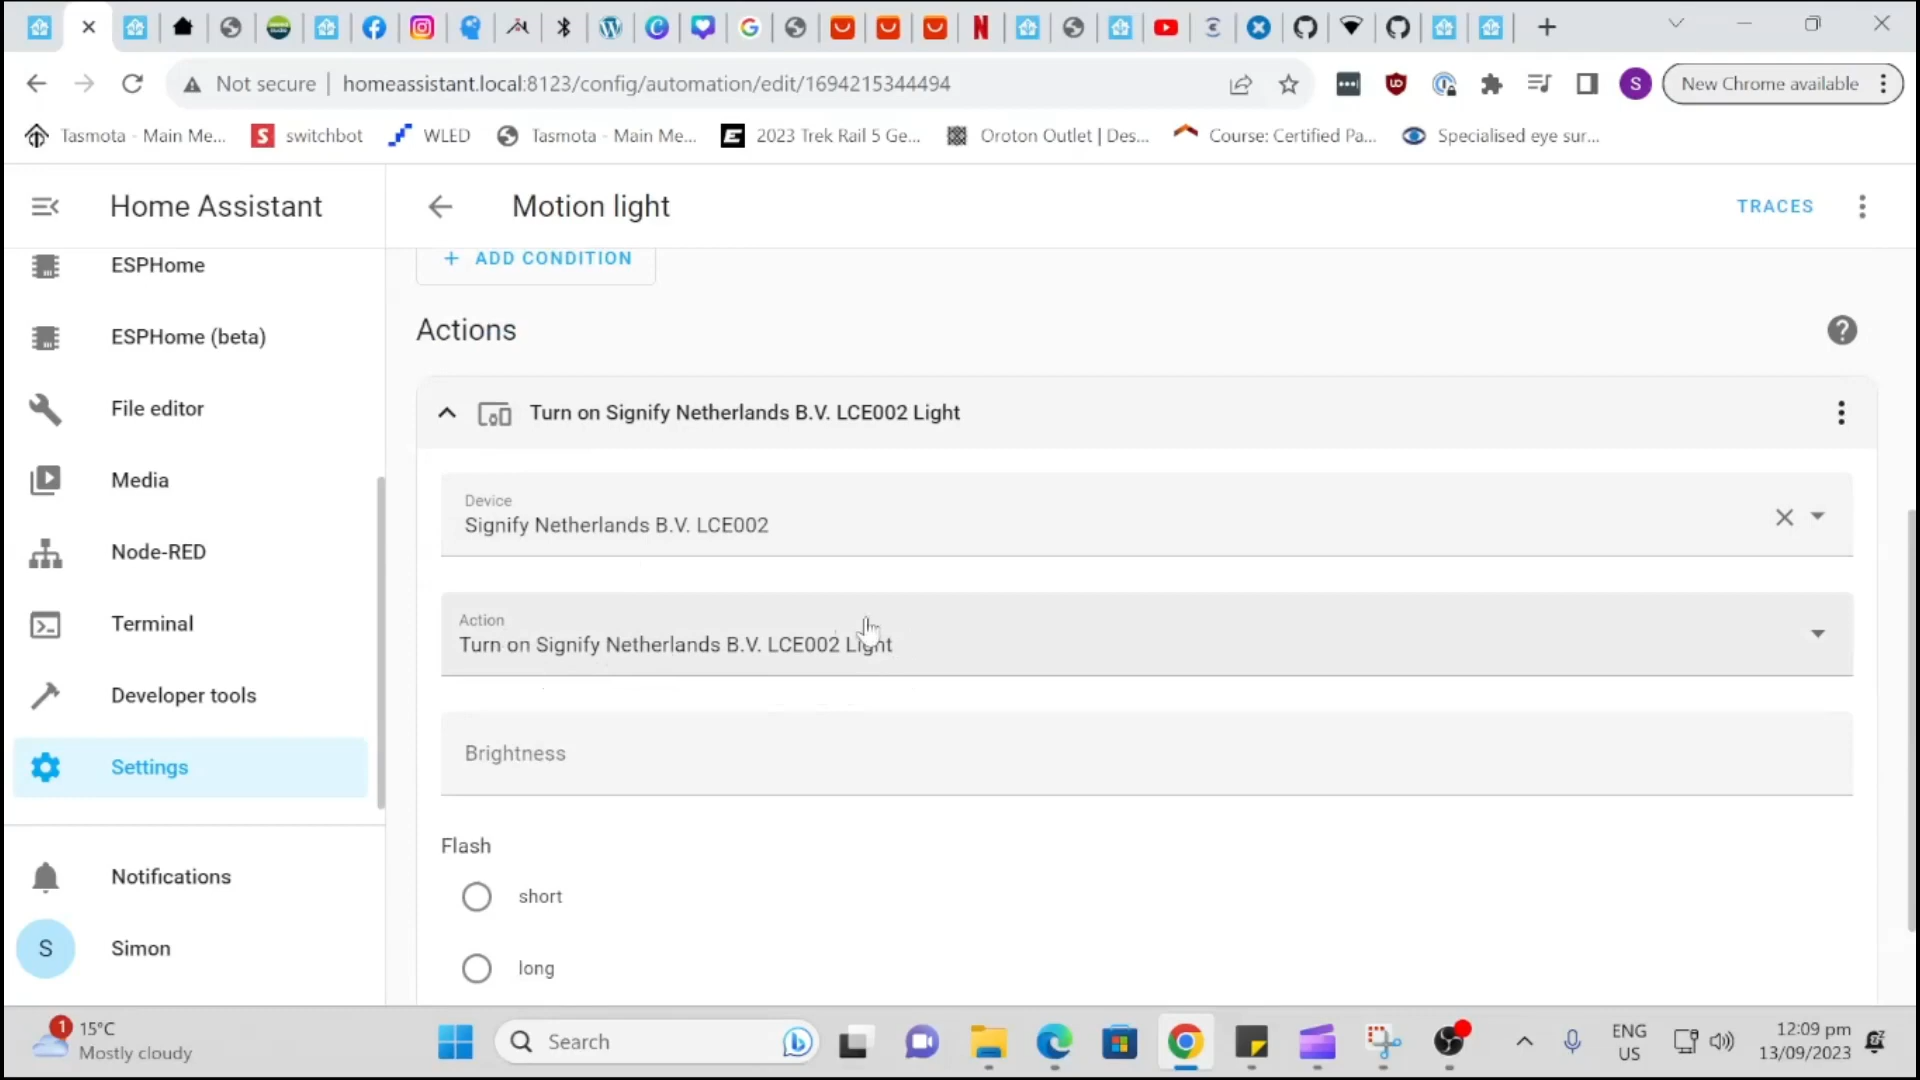 Not secure
homeassistant.local:8123/config/automation/edit/1694215344494
New Chrome available
Tasmota - Main Me...
switchbot
WLED
Tasmota - Main Me...
2023 Trek Rail 5 Ge...
Oroton Outlet | Des...
Course: Certified Pa...
Specialised eye sur...
Home Assistant
Motion light
TRACES
ESPHome
ESPHome (beta)
File editor
Media
Node-RED
Terminal
Developer tools
Settings
Notifications
S
Simon
+ ADD CONDITION
Actions
Turn on Signify Netherlands B.V. LCE002 Light
Device
Signify Netherlands B.V. LCE002
Action
Turn on Signify Netherlands B.V. LCE002 Light
Brightness
Flash
short
long
1
15°C
Mostly cloudy
Search
ENG
US
12:09 pm
13/09/2023